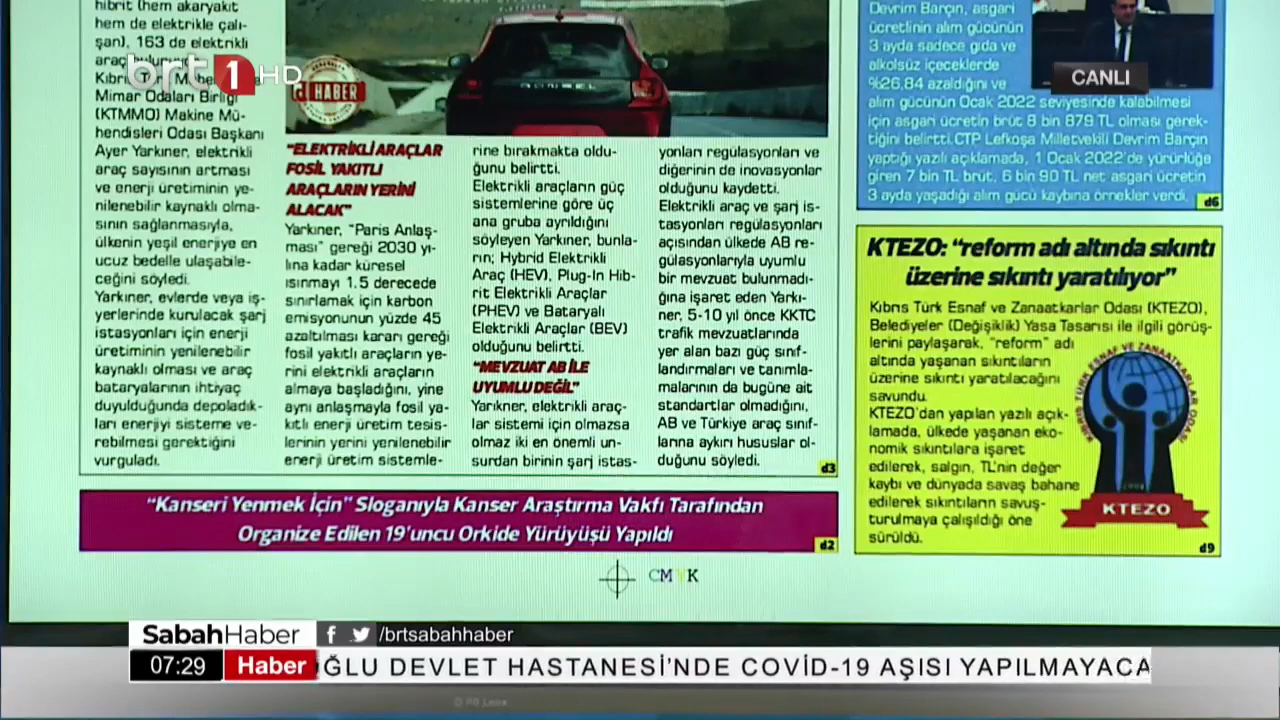 hibrit (hem akaryakıt
hem de elektrikle çalı-
şan), 163 de elektrikli
Mimar Odaları Birliği
(KTMMO) Makine Mü-
hendisleri Odası Başkanı
Ayer Yarkıner, elektrikli
araç sayısının artması
ve enerji üretiminin ye-
nilenebilir kaynaklı olma-
sının sağlanmasıyla,
ülkenin yeşil enerjiye en
ucuz bedelle ulaşabile-
ceğini söyledi.
Yarkıner, evlerde veya iş-
yerlerinde kurulacak şarj
istasyonları için enerji
üretiminin yenilenebilir
kaynaklı olması ve araç
bataryalarının ihtiyaç
duyulduğunda depoladık-
ları enerjiyi sisteme ve-
rebilmesi gerektiğini
vurguladı.
brt 1 HD
HABER
GÜNSEL
"ELEKTRİKLİ ARAÇLAR
FOSİL YAKITLI
ARAÇLARIN YERİNİ
ALACAK"
Yarkıner, "Paris Anlaş-
ması" gereği 2030 yı-
lına kadar küresel
ısınmayı 1.5 derecede
sınırlamak için karbon
emisyonunun yüzde 45
azaltılması kararı gereği
fosil yakıtlı araçların ye-
rini elektrikli araçların
almaya başladığını, yine
aynı anlaşmayla fosil ya-
kıtlı enerji üretim tesis-
lerinin yerini yenilenebilir
enerji üretim sistemle-
rine bırakmakta oldu-
ğunu belirtti.
Elektrikli araçların güç
sistemlerine göre üç
ana gruba ayrıldığını
söyleyen Yarkıner, bunla-
rın; Hybrid Elektrikli
Araç (HEV), Plug-In Hib-
rit Elektrikli Araçlar
(PHEV) ve Bataryalı
Elektrikli Araçlar (BEV)
olduğunu belirtti.
"MEVZUAT AB İLE
UYUMLU DEĞİL"
Yarıkner, elektrikli araç-
lar sistemi için olmazsa
olmaz iki en önemli un-
surdan birinin şarj istas-
yonları regülasyonları ve
diğerinin de inovasyonlar
olduğunu kaydetti.
Elektrikli araç ve şarj is-
tasyonları regülasyonları
açısından ülkede AB re-
gülasyonlarıyla uyumlu
bir mevzuat bulunmadı-
ğına işaret eden Yarkı-
ner, 5-10 yıl önce KKTC
trafik mevzuatlarında
yer alan bazı güç sınıf-
landırmaları ve tanımla-
malarının da bugüne ait
standartlar olmadığını,
AB ve Türkiye araç sınıf-
larına aykırı hususlar ol-
duğunu söyledi.
d3
"Kanseri Yenmek İçin" Sloganıyla Kanser Araştırma Vakfı Tarafından
Organize Edilen 19'uncu Orkide Yürüyüşü Yapıldı
d2
CMYK
Devrim Barçın, asgari
ücretlinin alım gücünün
3 ayda sadece gıda ve
alkolsüz içeceklerde
%26,84 azaldığını ve
alım gücünün Ocak 2022 seviyesinde kalabilmesi
için asgari ücretin brüt 8 bin 879 TL olması gerek-
tiğini belirtti.CTP Lefkoşa Milletvekili Devrim Barçın
yaptığı yazılı açıklamada, 1 Ocak 2022'de yürürlüğe
giren 7 bin TL brüt, 6 bin 90 TL net asgari ücretin
3 ayda yaşadığı alım gücü kaybına örnekler verdi.
d6
CANLI
KTEZO: "reform adı altında sıkıntı
üzerine sıkıntı yaratılıyor"
Kıbrıs Türk Esnaf ve Zanaatkarlar Odası (KTEZO),
Belediyeler (Değişiklik) Yasa Tasarısı ile ilgili görüş-
lerini paylaşarak, "reform" adı
altında yaşanan sıkıntıların
üzerine sıkıntı yaratılacağını
savundu.
KTEZO'dan yapılan yazılı açık-
lamada, ülkede yaşanan eko-
nomik sıkıntılara işaret
edilerek, salgın, TL'nin değer
kaybı ve dünyada savaş bahane
edilerek sıkıntıların savuş-
turulmaya çalışıldığı öne
sürüldü.
KIBRIS TÜRK ESNAF VE ZANAATKARLAR ODASI
KTEZO
d9
SabahHaber
/brtsabahhaber
07:29
Haber
OĞLU DEVLET HASTANESİ'NDE COVİD-19 AŞISI YAPILMAYACA